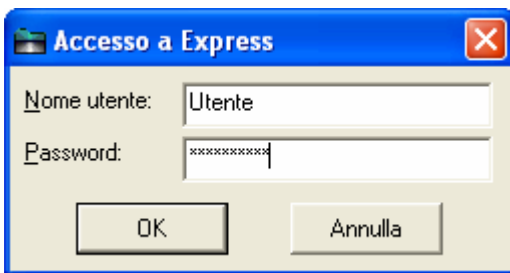 Accesso a Express
Nome utente: Utente
Password: **********
OK Annulla